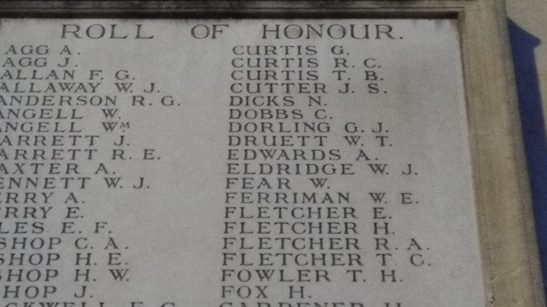 ROLL OF HONOUR.
AGG A.
AGG J.
ALLAN F. G.
ALLAWAY W. J.
ANDERSON R. G.
ANGELL W.
ANGELL Wᴹ
ARRETT J.
ARRETT R. E.
AXTER A.
ENNETT W. J.
ERRY A.
ERRY E.
LES E. F.
SHOP C. A.
SHOP H. E.
SHOP H. W.
SHOP J.
CURTIS G.
CURTIS R. C.
CURTIS T. B.
CUTTER J. S.
DICKS N.
DOBBS C.
DORLING G. J.
DRUETT W. T.
EDWARDS A.
ELDRIDGE W. J.
FEAR W.
FERRIMAN W. E.
FLETCHER E.
FLETCHER H.
FLETCHER R. A.
FLETCHER T. C.
FOWLER T. H.
FOX H.
GARDENER